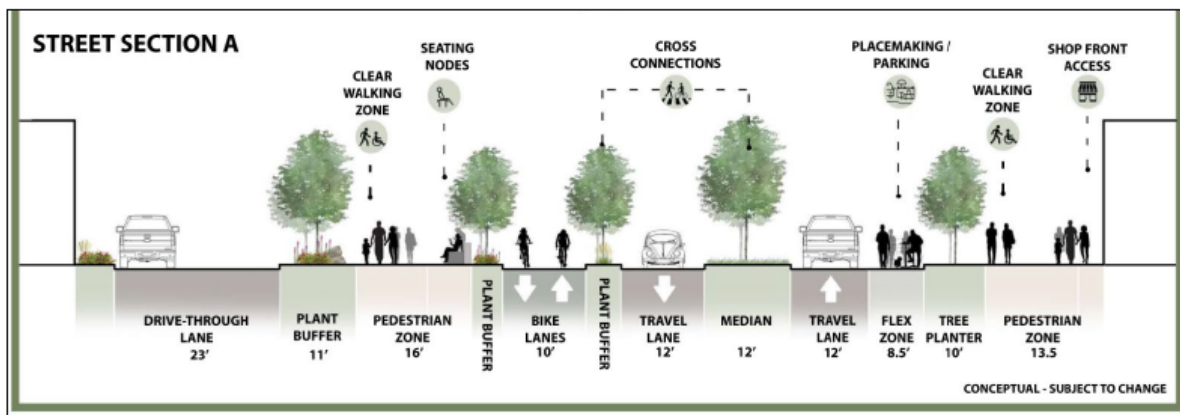 STREET SECTION A
CLEAR
WALKING
ZONE
SEATING
NODES
CROSS
CONNECTIONS
PLACEMAKING /
PARKING
CLEAR
WALKING
ZONE
SHOP FRONT
ACCESS
DRIVE-THROUGH
LANE
23'
PLANT
BUFFER
11'
PEDESTRIAN
ZONE
16'
PLANT BUFFER
BIKE
LANES
10'
PLANT BUFFER
TRAVEL
LANE
12'
MEDIAN
12'
TRAVEL
LANE
12'
FLEX
ZONE
8.5'
TREE
PLANTER
10'
PEDESTRIAN
ZONE
13.5
CONCEPTUAL - SUBJECT TO CHANGE